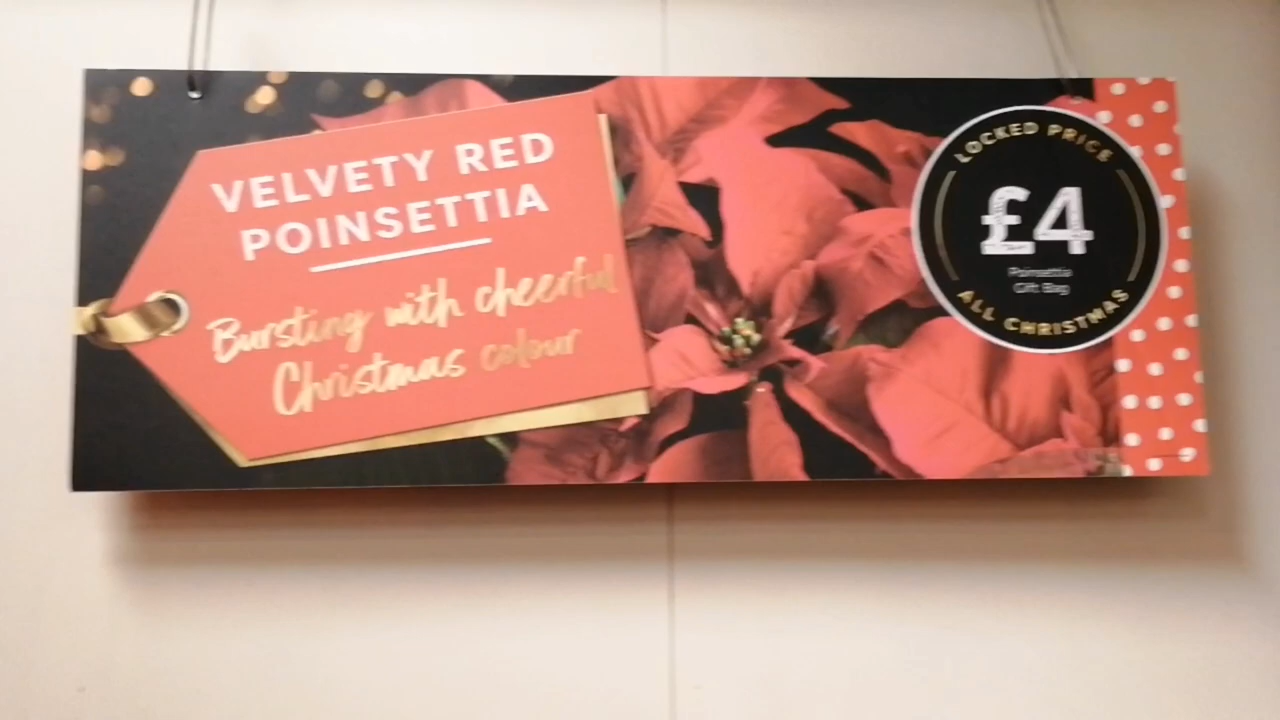 VELVETY RED
POINSETTIA
Bursting with cheerful
Christmas colour
LOCKED PRICE
£4
Poinsettia
Gift Bag
ALL CHRISTMAS